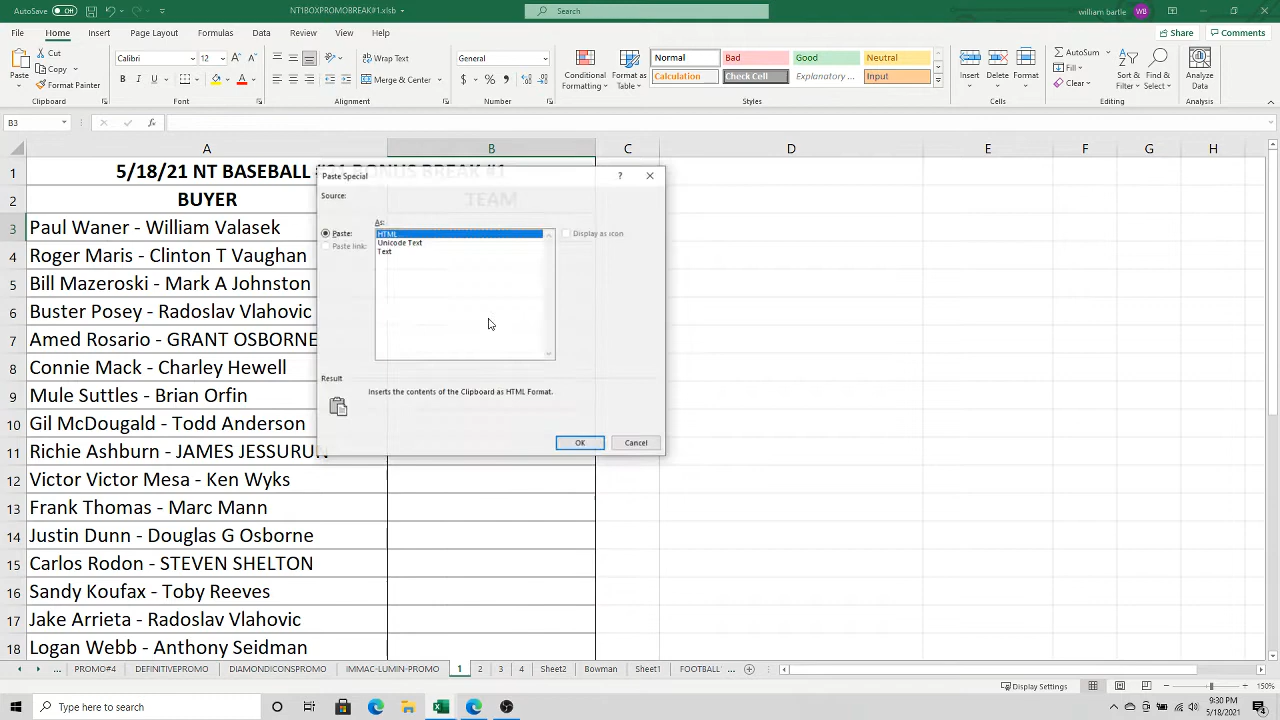 AutoSave Off NT1BOXPROMOBREAK#1.xlsb Search william bartle WB
File Home Insert Page Layout Formulas Data Review View Help Share Comments
Paste Cut Copy Format Painter Clipboard
Calibri 12 A A B I U A Font
Wrap Text Merge & Center Alignment
General $ % Number
Conditional Formatting Format as Table Normal Bad Good Neutral Calculation Check Cell Explanatory ... Input Styles
Insert Delete Format Cells
AutoSum Fill Clear Sort & Filter Find & Select Editing
Analyze Data Analysis
B3 fx
A B C D E F G H
1 5/18/21 NT BASEBALL BONUS BREAK #1
2 BUYER TEAM
3 Paul Waner - William Valasek
4 Roger Maris - Clinton T Vaughan
5 Bill Mazeroski - Mark A Johnston
6 Buster Posey - Radoslav Vlahovic
7 Amed Rosario - GRANT OSBORNE
8 Connie Mack - Charley Hewell
9 Mule Suttles - Brian Orfin
10 Gil McDougald - Todd Anderson
11 Richie Ashburn - JAMES JESSURUN
12 Victor Victor Mesa - Ken Wyks
13 Frank Thomas - Marc Mann
14 Justin Dunn - Douglas G Osborne
15 Carlos Rodon - STEVEN SHELTON
16 Sandy Koufax - Toby Reeves
17 Jake Arrieta - Radoslav Vlahovic
18 Logan Webb - Anthony Seidman
Paste Special ?
Source:
As:
Paste: HTML Display as icon
Paste link: Unicode Text
Text
Result
Inserts the contents of the Clipboard as HTML Format.
OK Cancel
... PROMO#4 DEFINITIVEPROMO DIAMONDICONSPROMO IMMAC-LUMIN-PROMO 1 2 3 4 Sheet2 Bowman Sheet1 FOOTBALL ...
Display Settings 150%
Type here to search 9:30 PM
5/18/2021